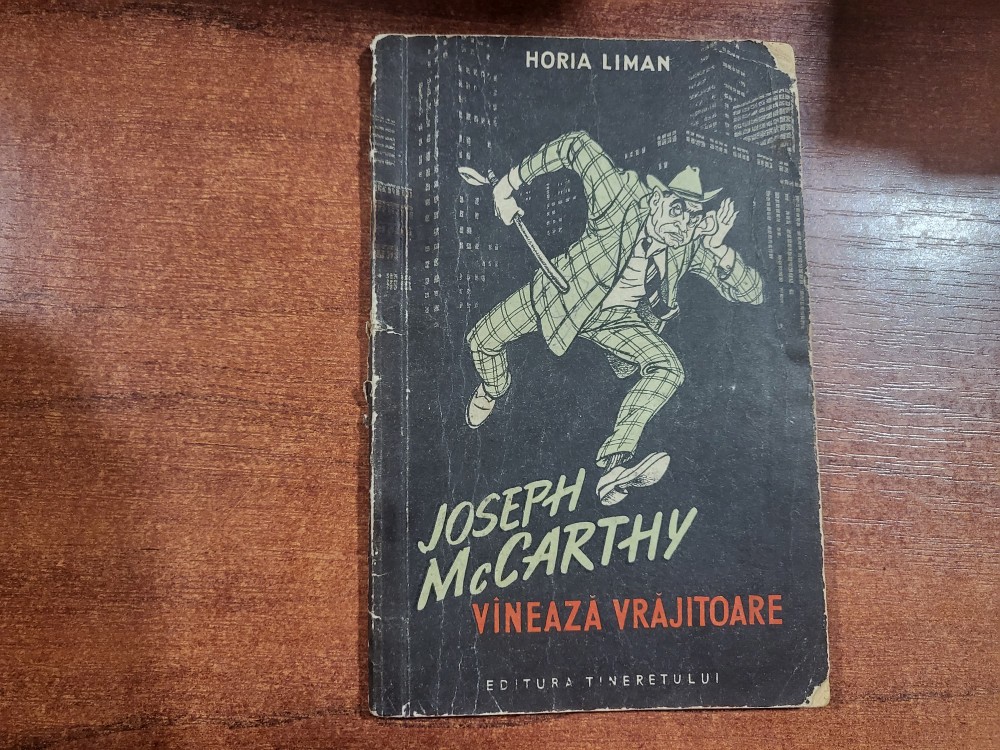 HORIA LIMAN
JOSEPH
McCARTHY
VÎNEAZĂ VRĂJITOARE
EDITURA TINERETULUI